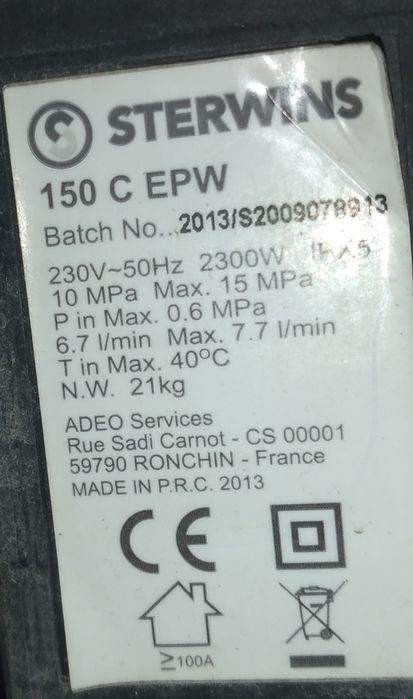 STERWINS
150 C EPW
Batch No... 2013/S2009078913
230V~50Hz 2300W IPX5
10 MPa Max. 15 MPa
P in Max. 0.6 MPa
6.7 l/min Max. 7.7 l/min
T in Max. 40°C
N.W. 21kg
ADEO Services
Rue Sadi Carnot - CS 00001
59790 RONCHIN - France
MADE IN P.R.C. 2013
CE
≥100A